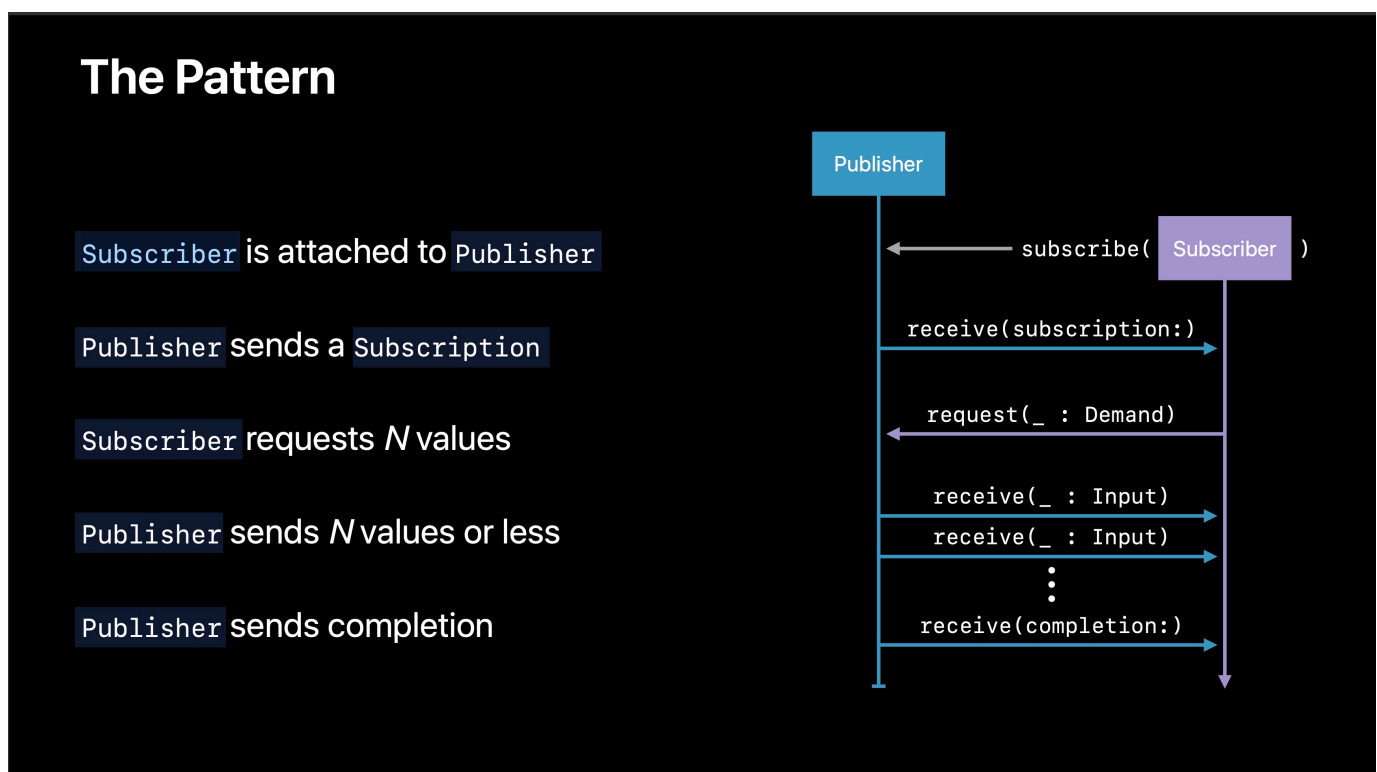 The Pattern
Publisher
Subscriber is attached to Publisher
subscribe( Subscriber )
Publisher sends a Subscription
receive(subscription:)
Subscriber requests N values
request(_ : Demand)
Publisher sends N values or less
receive(_ : Input)
receive(_ : Input)
Publisher sends completion
receive(completion:)